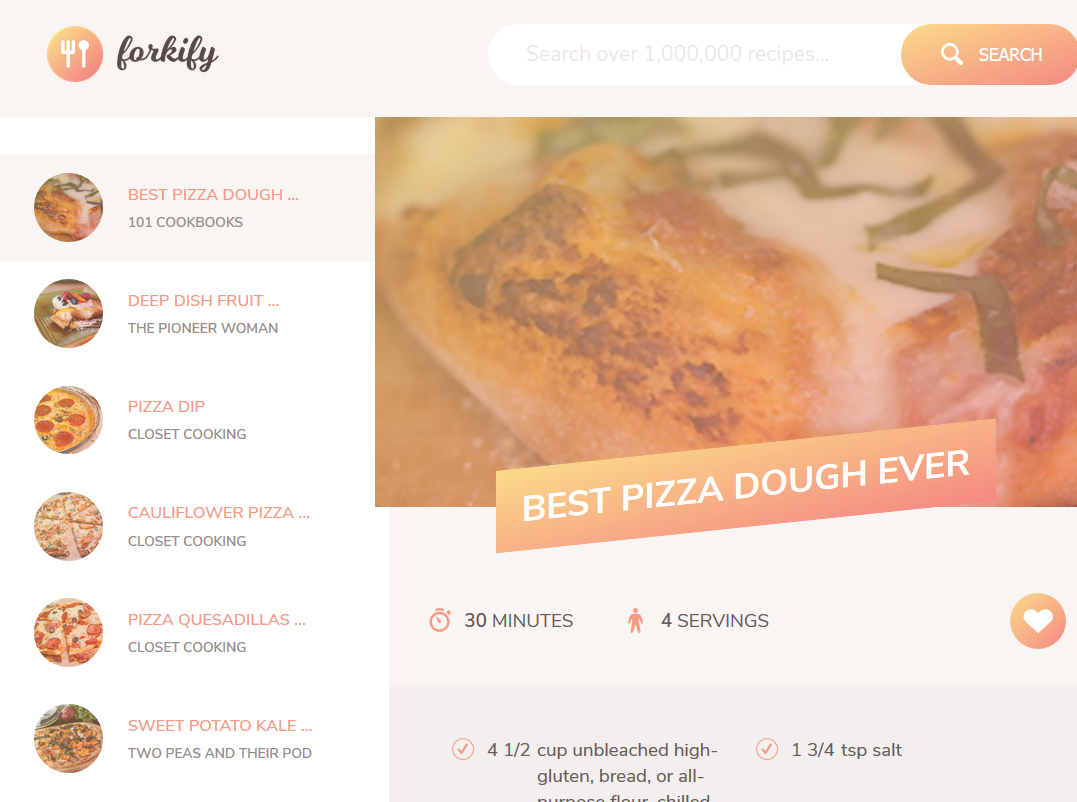 forkify
Search over 1,000,000 recipes...
SEARCH
BEST PIZZA DOUGH ...
101 COOKBOOKS
DEEP DISH FRUIT ...
THE PIONEER WOMAN
PIZZA DIP
CLOSET COOKING
CAULIFLOWER PIZZA ...
CLOSET COOKING
PIZZA QUESADILLAS ...
CLOSET COOKING
SWEET POTATO KALE ...
TWO PEAS AND THEIR POD
BEST PIZZA DOUGH EVER
30 MINUTES
4 SERVINGS
4 1/2 cup unbleached high-
gluten, bread, or all-
purpose flour, chilled
1 3/4 tsp salt